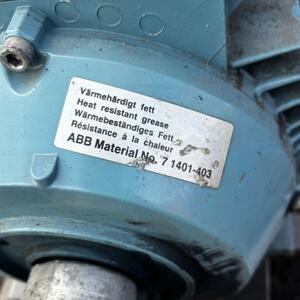 Värmehärdigt fett
Heat resistant grease
Wärmebeständiges Fett
Résistance à la chaleur
ABB Material No. 7 1401-403